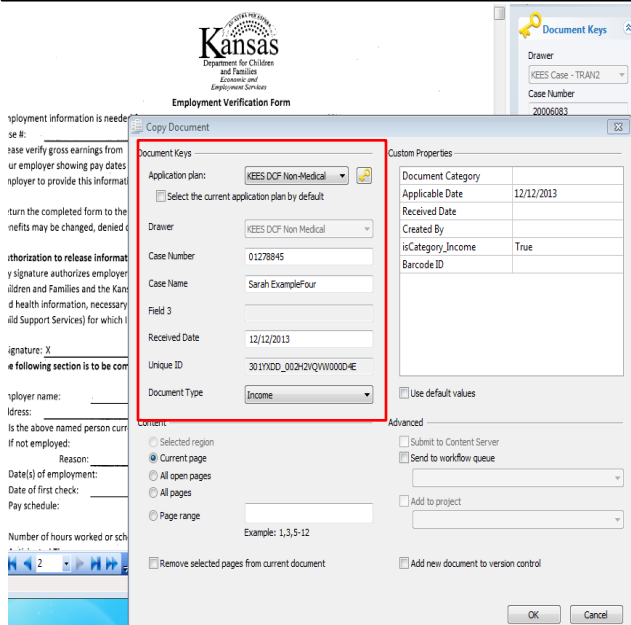 Kansas
Department for Children
and Families
Economic and
Employment Services
Employment Verification Form
Document Keys
Drawer
KEES Case - TRAN2
Case Number
20006083
mployment information is neede
se #:
ease verify gross earnings from
ur employer showing pay dates
mployer to provide this informati
eturn the completed form to the
enefits may be changed, denied o
uthorization to release informat
y signature authorizes employer
ildren and Families and the Kans
d health information, necessary
ild Support Services) for which I
ignature: X
e following section is to be com
mployer name:
ldress:
Is the above named person curr
If not employed:
Reason:
Date(s) of employment:
Date of first check:
Pay schedule:
Number of hours worked or sch
2
Copy Document
Document Keys
Application plan: KEES DCF Non-Medical
Select the current application plan by default
Drawer KEES DCF Non Medical
Case Number 01278845
Case Name Sarah ExampleFour
Field 3
Received Date 12/12/2013
Unique ID 301YXDD_002H2VQVW000D4E
Document Type Income
Custom Properties
Document Category
Applicable Date 12/12/2013
Received Date
Created By
isCategory_Income True
Barcode ID
Use default values
Content
Selected region
Current page
All open pages
All pages
Page range
Example: 1,3,5-12
Remove selected pages from current document
Advanced
Submit to Content Server
Send to workflow queue
Add to project
Add new document to version control
OK Cancel